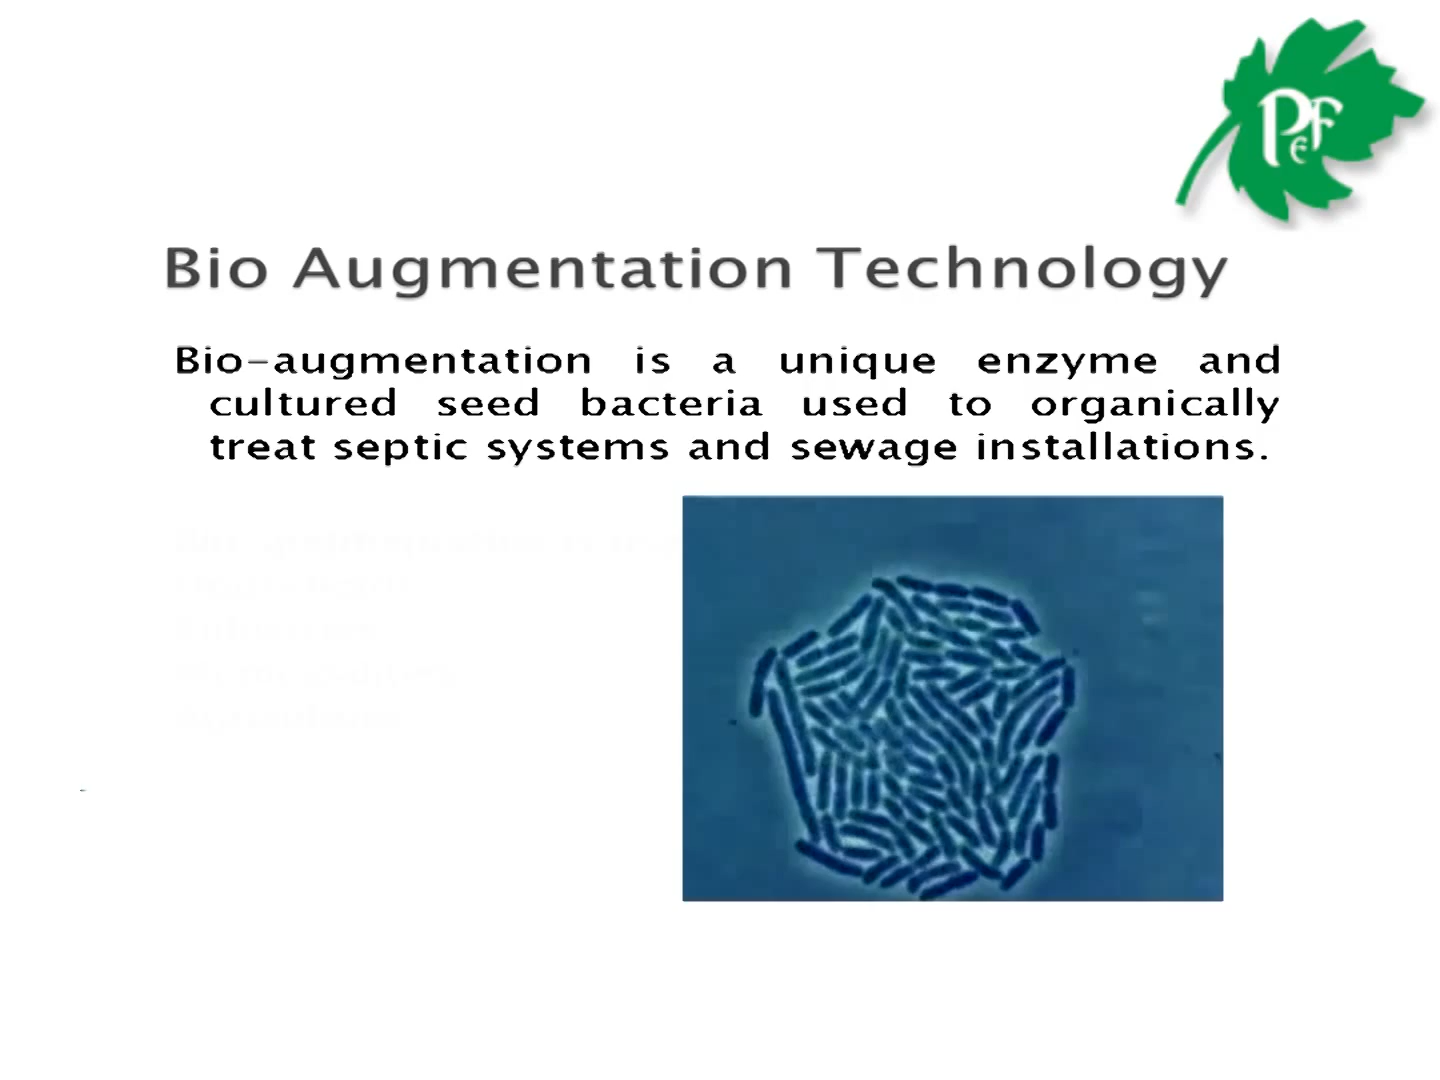 PeF
Bio Augmentation Technology
Bio-augmentation is a unique enzyme and
cultured seed bacteria used to organically
treat septic systems and sewage installations.